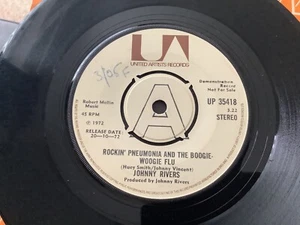 UA
UNITED ARTISTS RECORDS
Demonstration
Record
Not For Sale
Robert Mellin
Music
UP 35418
3.22
45 RPM
STEREO
℗ 1972
RELEASE DATE:
20-10-72
A
ROCKIN' PNEUMONIA AND THE BOOGIE-
WOOGIE FLU
(Huey Smith/Johnny Vincent)
JOHNNY RIVERS
Produced by Johnny Rivers